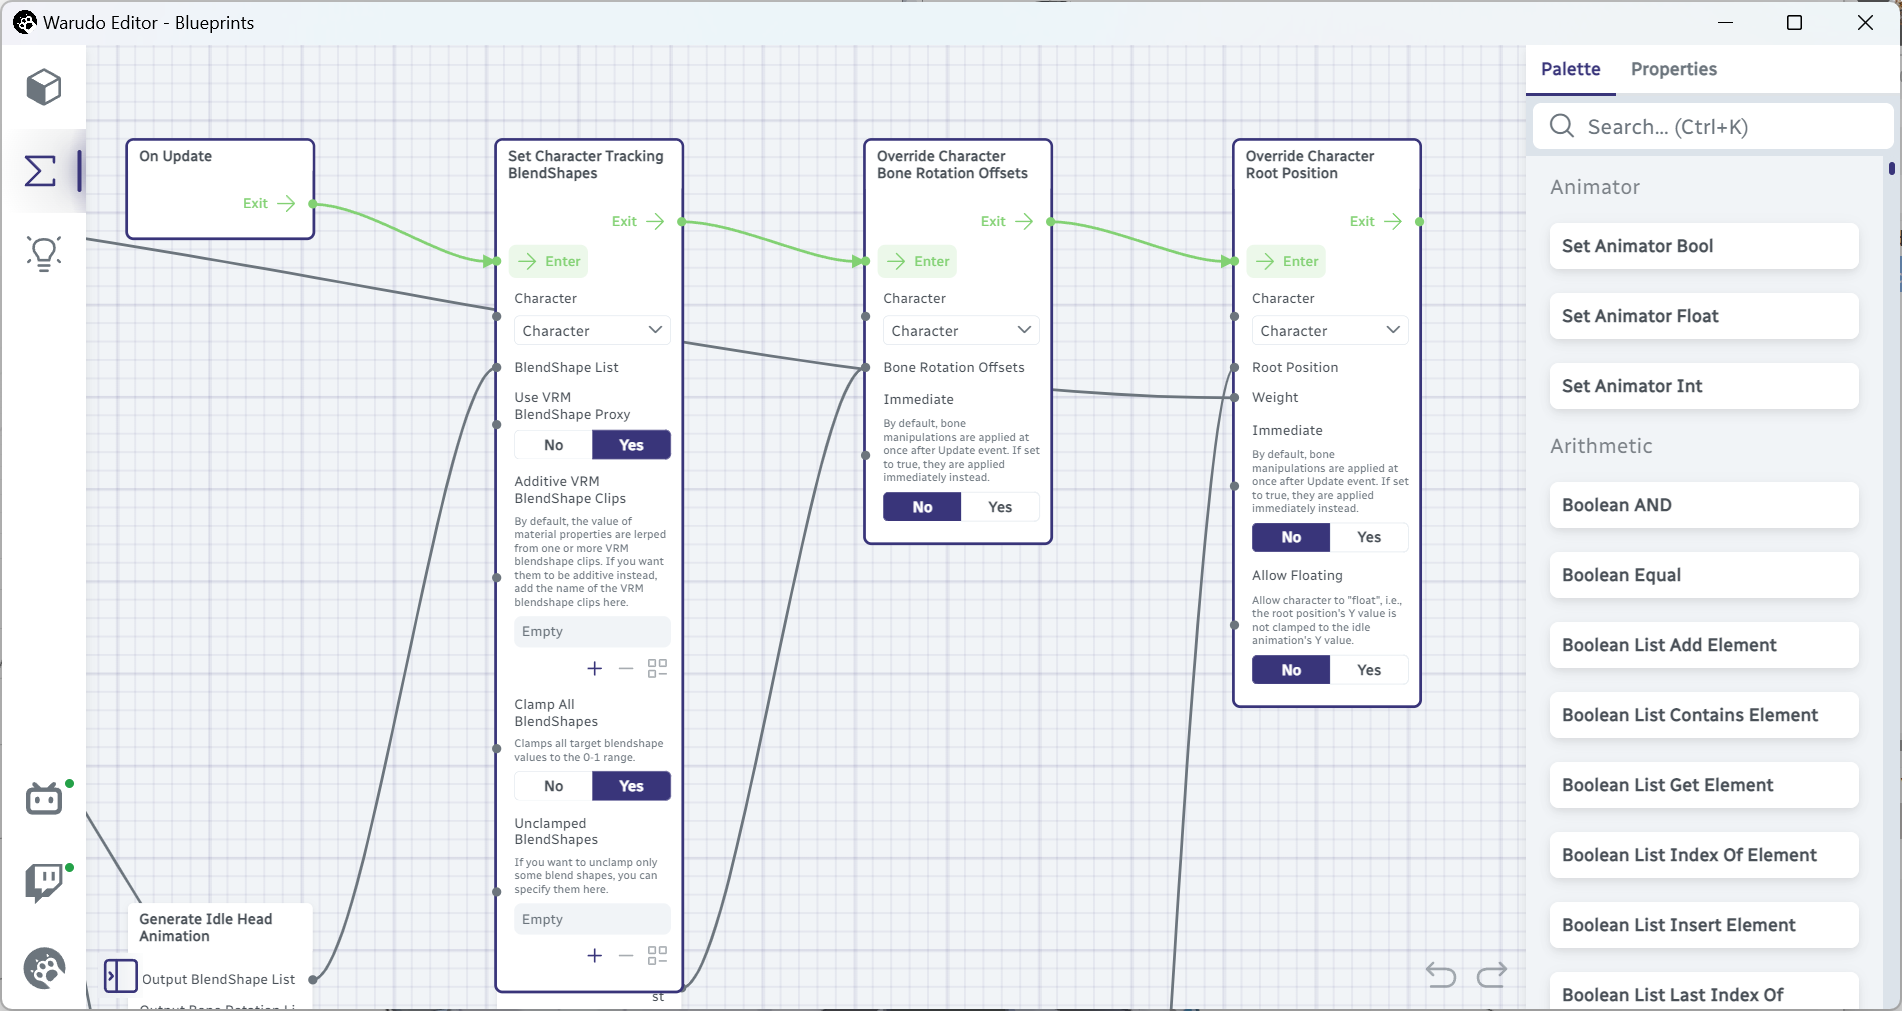 Warudo Editor - Blueprints
Palette
Properties
Search... (Ctrl+K)
On Update
Exit
Set Character Tracking
BlendShapes
Exit
Enter
Character
Character
BlendShape List
Use VRM
BlendShape Proxy
No
Yes
Additive VRM
BlendShape Clips
By default, the value of
material properties are lerped
from one or more VRM
blendshape clips. If you want
them to be additive instead,
add the name of the VRM
blendshape clips here.
Empty
Clamp All
BlendShapes
Clamps all target blendshape
values to the 0-1 range.
No
Yes
Unclamped
BlendShapes
If you want to unclamp only
some blend shapes, you can
specify them here.
Empty
st
Override Character
Bone Rotation Offsets
Exit
Enter
Character
Character
Bone Rotation Offsets
Immediate
By default, bone
manipulations are applied at
once after Update event. If set
to true, they are applied
immediately instead.
No
Yes
Override Character
Root Position
Exit
Enter
Character
Character
Root Position
Weight
Immediate
By default, bone
manipulations are applied at
once after Update event. If set
to true, they are applied
immediately instead.
No
Yes
Allow Floating
Allow character to "float", i.e.,
the root position's Y value is
not clamped to the idle
animation's Y value.
No
Yes
Generate Idle Head
Animation
Output BlendShape List
Output Bone Rotation Li
Animator
Set Animator Bool
Set Animator Float
Set Animator Int
Arithmetic
Boolean AND
Boolean Equal
Boolean List Add Element
Boolean List Contains Element
Boolean List Get Element
Boolean List Index Of Element
Boolean List Insert Element
Boolean List Last Index Of